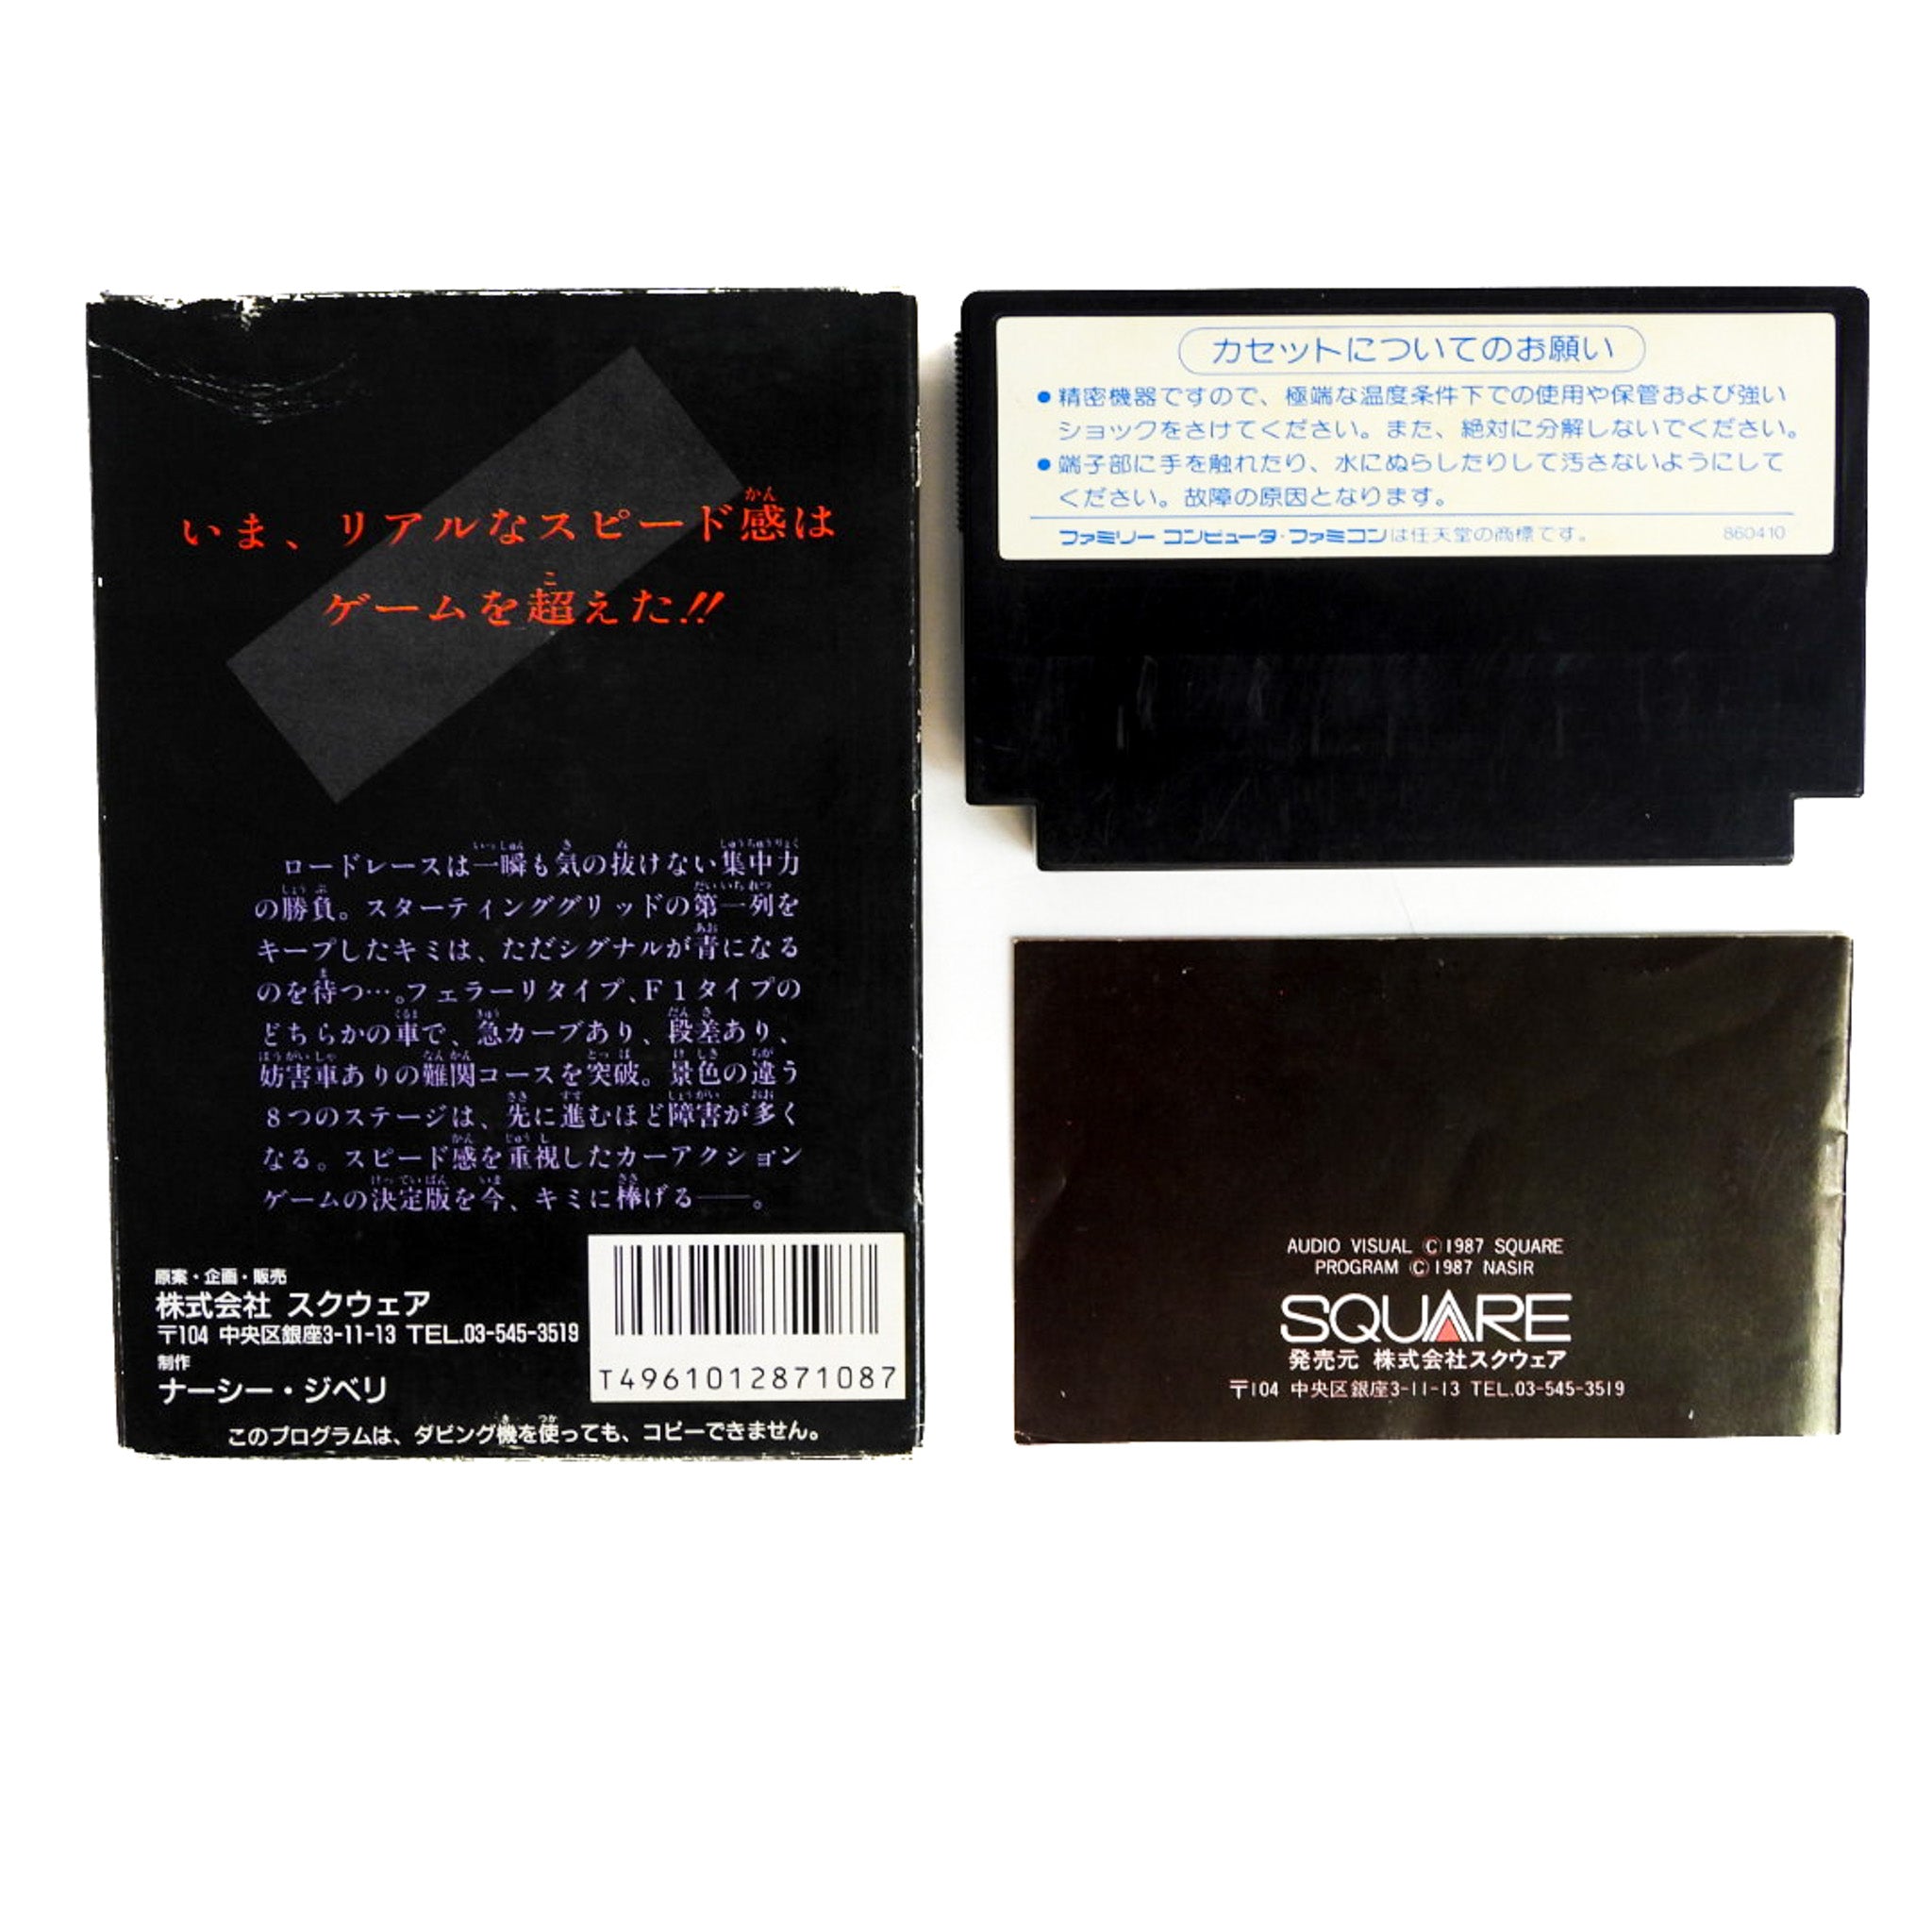 いま、リアルなスピード感は
ゲームを超えた!!
ロードレースは一瞬も気の抜けない集中力
の勝負。スターティンググリッドの第一列を
キープしたキミは、ただシグナルが青になる
のを待つ…。フェラーリタイプ、F1タイプの
どちらかの車で、急カーブあり、段差あり、
妨害車ありの難関コースを突破。景色の違う
8つのステージは、先に進むほど障害が多く
なる。スピード感を重視したカーアクション
ゲームの決定版を今、キミに捧げる──。
原案・企画・販売
株式会社 スクウェア
〒104 中央区銀座3-11-13 TEL.03-545-3519
制作
ナーシー・ジベリ
T4961012871087
このプログラムは、ダビング機を使っても、コピーできません。
カセットについてのお願い
●精密機器ですので、極端な温度条件下での使用や保管および強い
ショックをさけてください。また、絶対に分解しないでください。
●端子部に手を触れたり、水にぬらしたりして汚さないようにして
ください。故障の原因となります。
ファミリーコンピュータ・ファミコンは任天堂の商標です。 860410
AUDIO VISUAL ©1987 SQUARE
PROGRAM ©1987 NASIR
SQUARE
発売元 株式会社スクウェア
〒104 中央区銀座3-11-13 TEL.03-545-3519